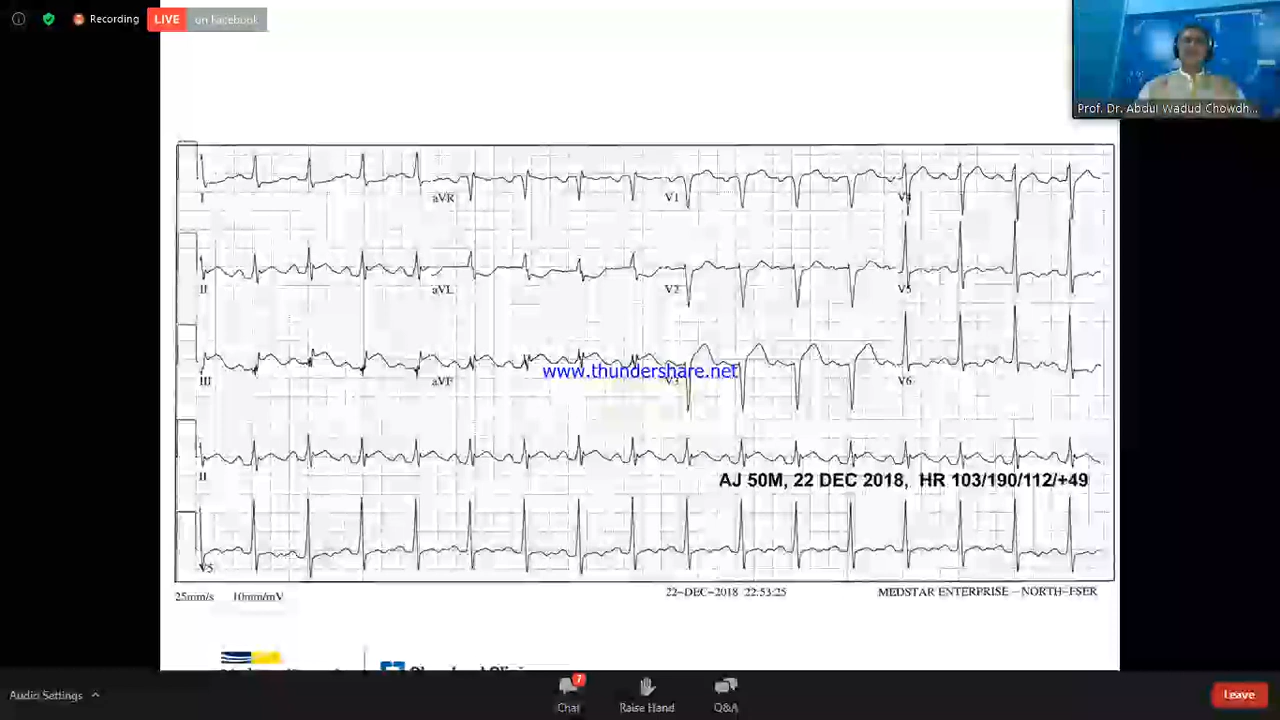 Recording
LIVE
on Facebook
Prof. Dr. Abdul Wadud Chowdh...
I
aVR
V1
V4
II
aVL
V2
V5
III
aVF
V3
V6
www.thundershare.net
II
AJ 50M, 22 DEC 2018, HR 103/190/112/+49
V5
25mm/s 10mm/mV
22-DEC-2018 22:53:25
MEDSTAR ENTERPRISE - NORTH-FSER
Audio Settings
7
Chat
Raise Hand
Q&A
Leave